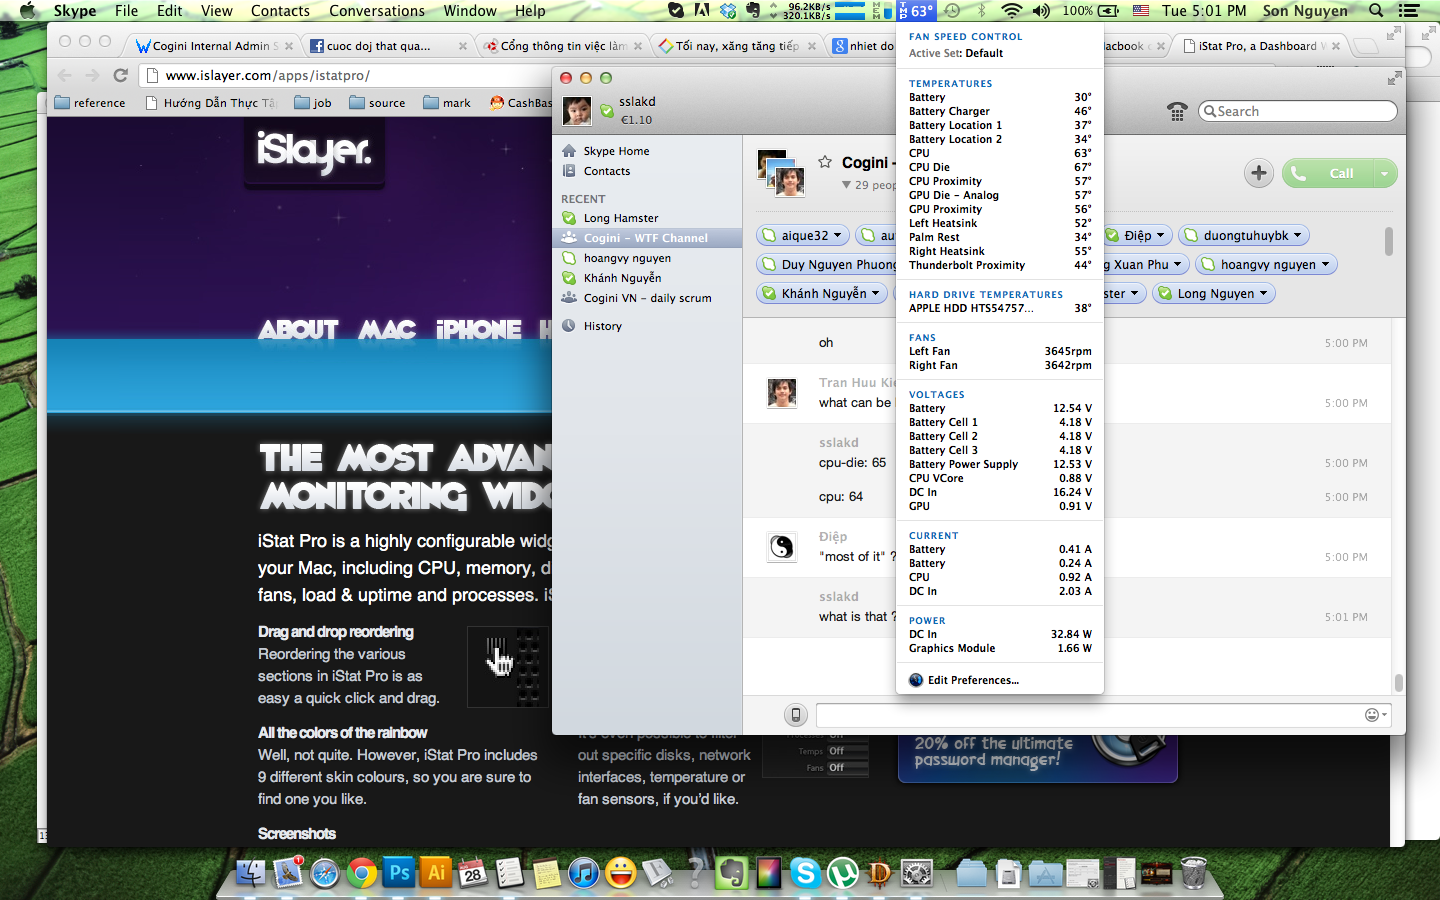 Skype File Edit View Contacts Conversations Window Help
96.2KB/s
320.1KB/s
MEM
TMP 63°
100%
Tue 5:01 PM Son Nguyen
Cogini Internal Admin S
cuoc doj that qua...
Cổng thông tin việc làm
Tối nay, xăng tăng tiếp
nhiet do
acbook c
iStat Pro, a Dashboard W
www.islayer.com/apps/istatpro/
reference
Hướng Dẫn Thực Tậ
job
source
mark
CashBas
iSlayer.
ABOUT MAC iPHONE H
THE MOST ADVAN
MONITORING WIDG
iStat Pro is a highly configurable widg
your Mac, including CPU, memory, d
fans, load & uptime and processes. iS
Drag and drop reordering
Reordering the various
sections in iStat Pro is as
easy a quick click and drag.
All the colors of the rainbow
Well, not quite. However, iStat Pro includes
9 different skin colours, so you are sure to
find one you like.
Screenshots
It's even possible to filter
out specific disks, network
interfaces, temperature or
fan sensors, if you'd like.
Processes Off
Temps Off
Fans Off
20% off the ultimate
password manager!
sslakd
€1.10
Search
Skype Home
Contacts
RECENT
Long Hamster
Cogini - WTF Channel
hoangvy nguyen
Khánh Nguyễn
Cogini VN - daily scrum
History
Cogini -
29 peop
Call
aique32
au
Điệp
duongtuhuybk
Duy Nguyen Phuong
g Xuan Phu
hoangvy nguyen
Khánh Nguyễn
ster
Long Nguyen
oh 5:00 PM
Tran Huu Kie
what can be 5:00 PM
sslakd
cpu-die: 65 5:00 PM
cpu: 64 5:00 PM
Điệp
"most of it" ? 5:00 PM
sslakd
what is that ? 5:01 PM
FAN SPEED CONTROL
Active Set: Default
TEMPERATURES
Battery 30°
Battery Charger 46°
Battery Location 1 37°
Battery Location 2 34°
CPU 63°
CPU Die 67°
CPU Proximity 57°
GPU Die - Analog 57°
GPU Proximity 56°
Left Heatsink 52°
Palm Rest 34°
Right Heatsink 55°
Thunderbolt Proximity 44°
HARD DRIVE TEMPERATURES
APPLE HDD HTS54757... 38°
FANS
Left Fan 3645rpm
Right Fan 3642rpm
VOLTAGES
Battery 12.54 V
Battery Cell 1 4.18 V
Battery Cell 2 4.18 V
Battery Cell 3 4.18 V
Battery Power Supply 12.53 V
CPU VCore 0.88 V
DC In 16.24 V
GPU 0.91 V
CURRENT
Battery 0.41 A
Battery 0.24 A
CPU 0.92 A
DC In 2.03 A
POWER
DC In 32.84 W
Graphics Module 1.66 W
Edit Preferences...
1
Ps
Ai
28